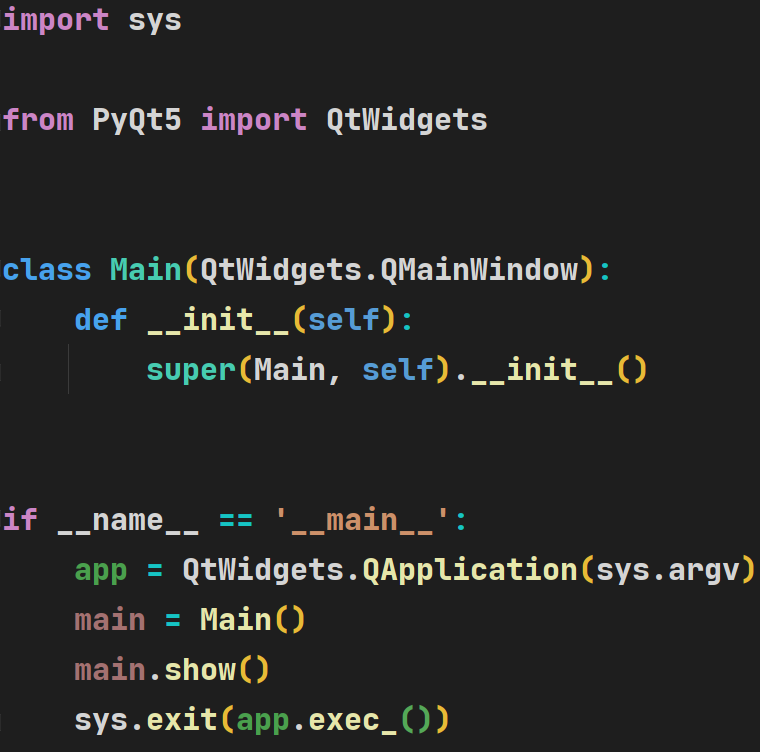 import sys
from PyQt5 import QtWidgets
class Main(QtWidgets.QMainWindow):
    def __init__(self):
        super(Main, self).__init__()
if __name__ == '__main__':
    app = QtWidgets.QApplication(sys.argv)
    main = Main()
    main.show()
    sys.exit(app.exec_())